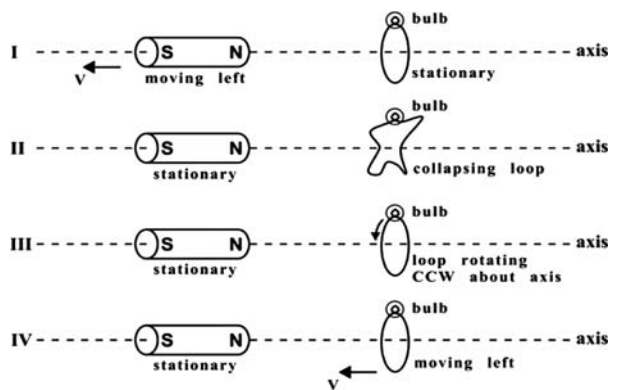 bulb
I S N axis
V moving left stationary
bulb
II S N axis
stationary collapsing loop
bulb
III S N axis
stationary loop rotating
CCW about axis
bulb
IV S N axis
stationary moving left
V